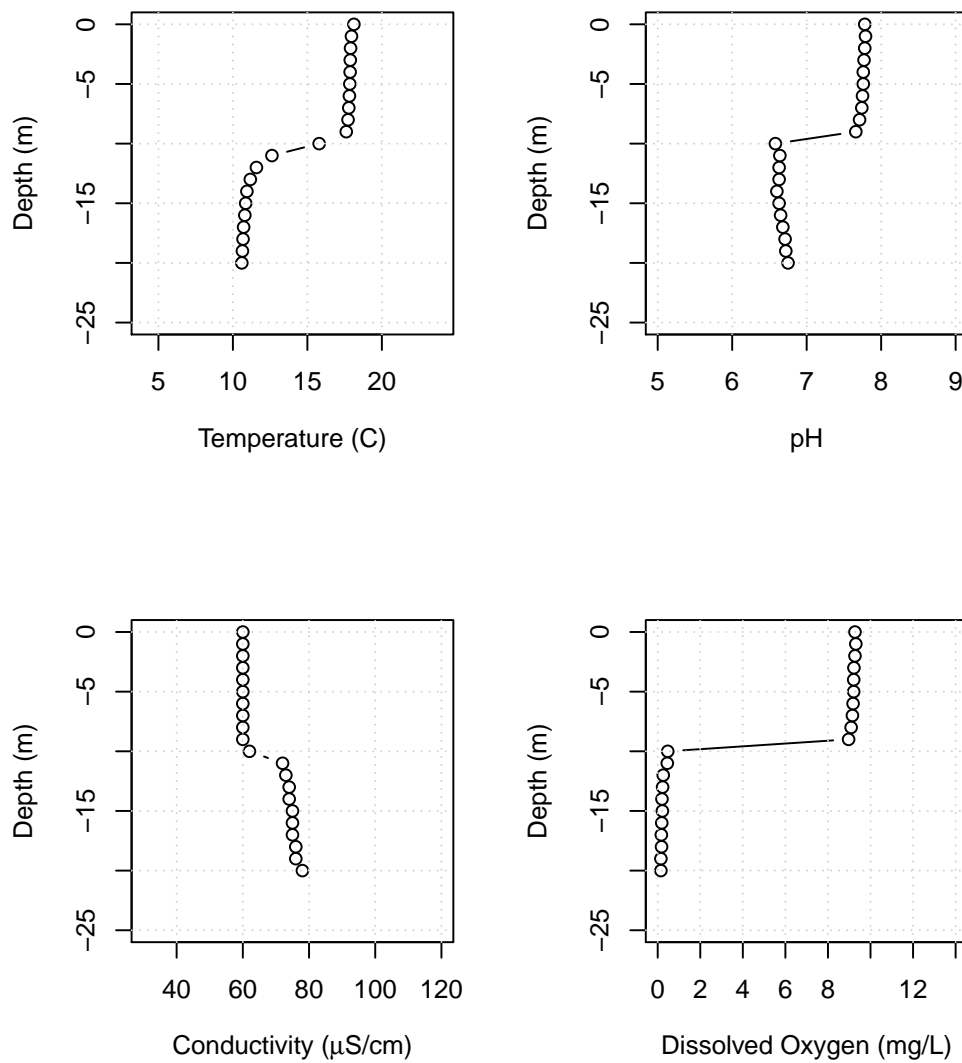 0
−5
−15
−25
Depth (m)
5 10 15 20
Temperature (C)
0
−5
−15
−25
Depth (m)
5 6 7 8 9
pH
0
−5
−15
−25
Depth (m)
40 60 80 100 120
Conductivity (µS/cm)
0
−5
−15
−25
Depth (m)
0 2 4 6 8 12
Dissolved Oxygen (mg/L)